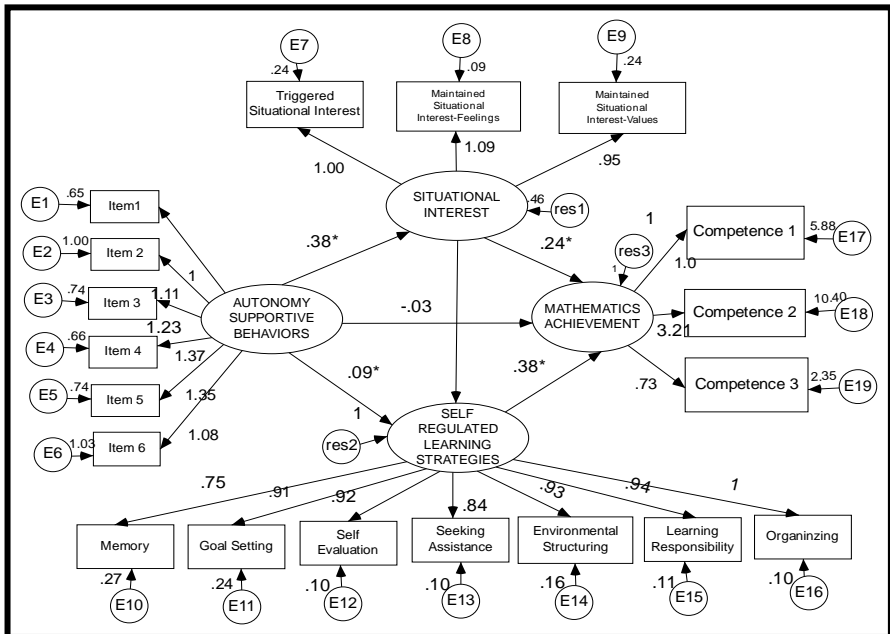 E7
E8
E9
.24
.09
.24
Triggered
Situational Interest
Maintained
Situational
Interest-Feelings
Maintained
Situational
Interest-Values
1.00
1.09
.95
E1
.65
Item1
E2
1.00
Item 2
E3
.74
Item 3
E4
.66
Item 4
E5
.74
Item 5
E6
1.03
Item 6
1
1.11
1.23
1.37
1.35
1.08
SITUATIONAL
INTEREST
.46
res1
.38*
.24*
res3
1
AUTONOMY
SUPPORTIVE
BEHAVIORS
-.03
MATHEMATICS
ACHIEVEMENT
1
1.0
3.21
.73
Competence 1
5.88
E17
Competence 2
10.40
E18
Competence 3
2.35
E19
.09*
.38*
1
res2
SELF
REGULATED
LEARNING
STRATEGIES
.75
.91
.92
.84
.93
.94
1
Memory
Goal Setting
Self
Evaluation
Seeking
Assistance
Environmental
Structuring
Learning
Responsibility
Organinzing
.27
.24
.10
.10
.16
.11
.10
E10
E11
E12
E13
E14
E15
E16